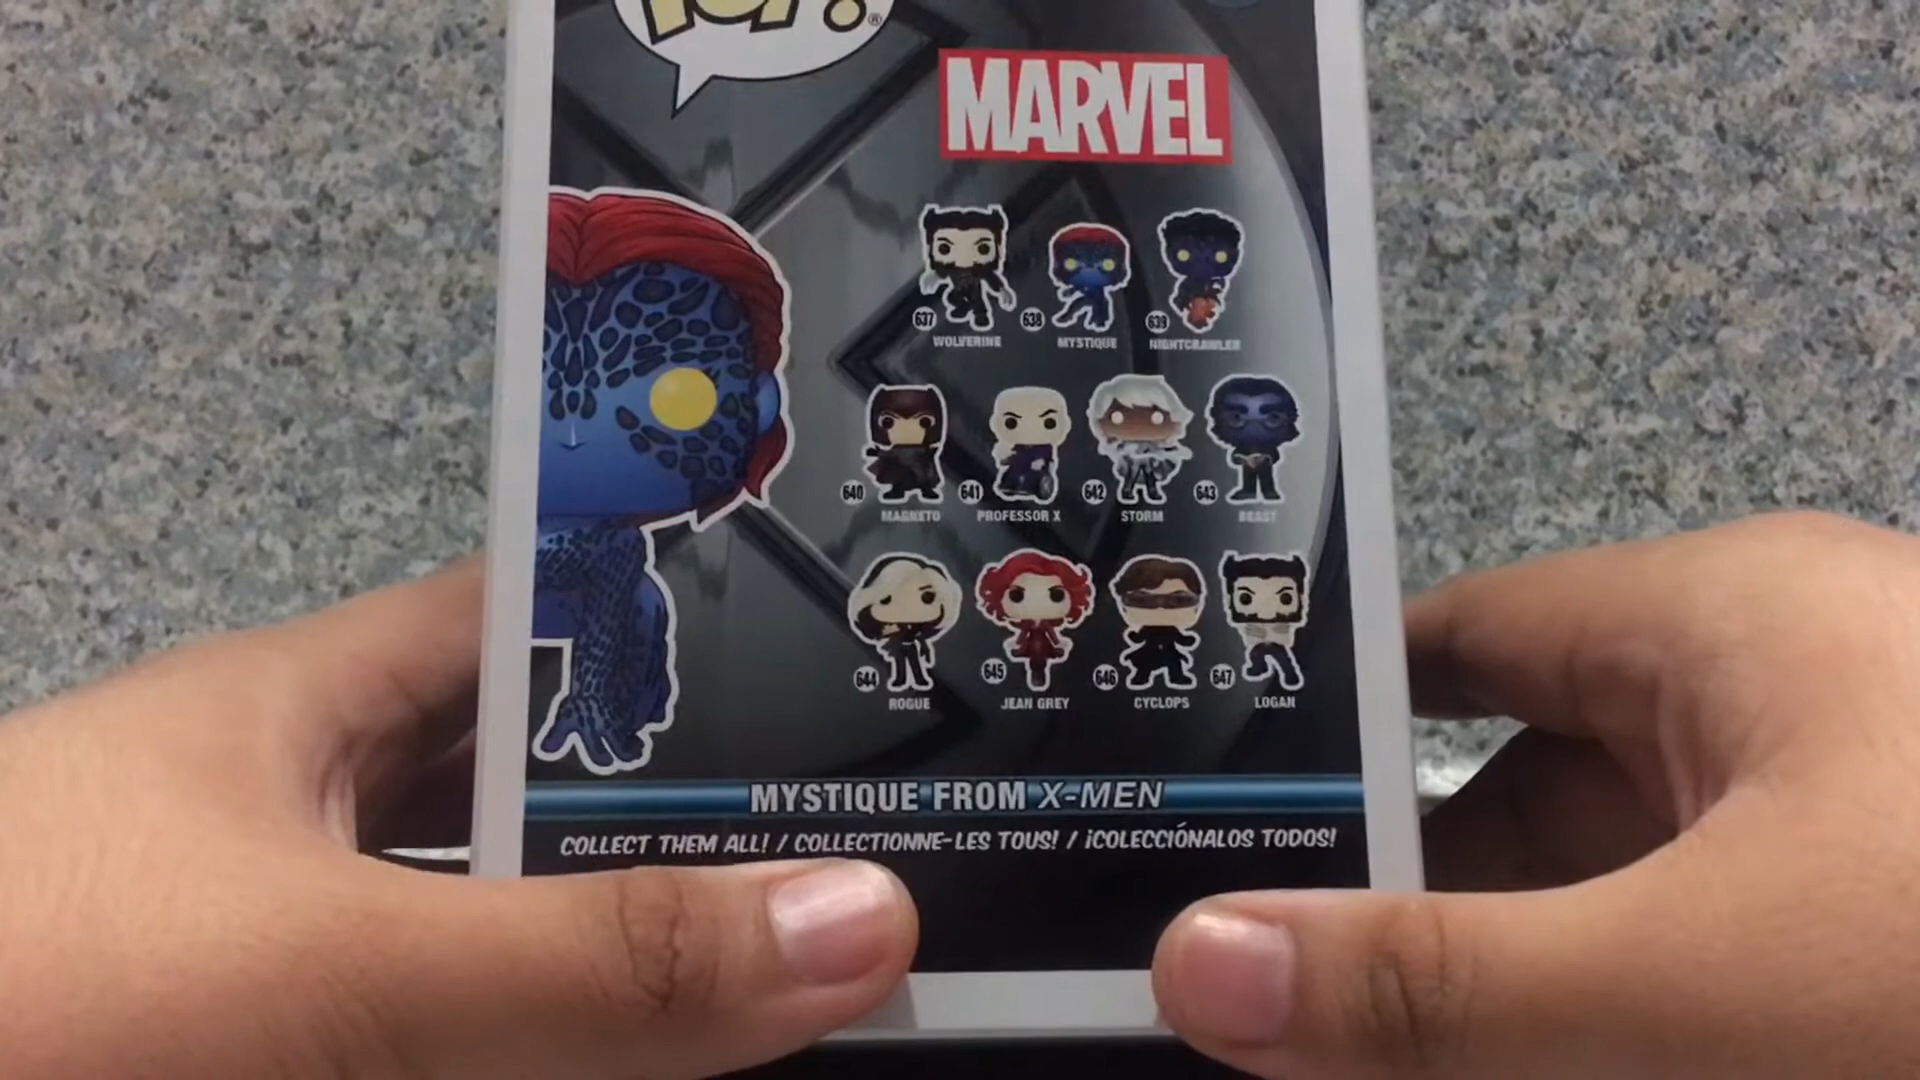 POP!®
MARVEL
637 638 639
WOLVERINE MYSTIQUE NIGHTCRAWLER
640 641 642 643
MAGNETO PROFESSOR X STORM BEAST
644 645 646 647
ROGUE JEAN GREY CYCLOPS LOGAN
MYSTIQUE FROM X-MEN
COLLECT THEM ALL! / COLLECTIONNE-LES TOUS! / ¡COLECCIÓNALOS TODOS!